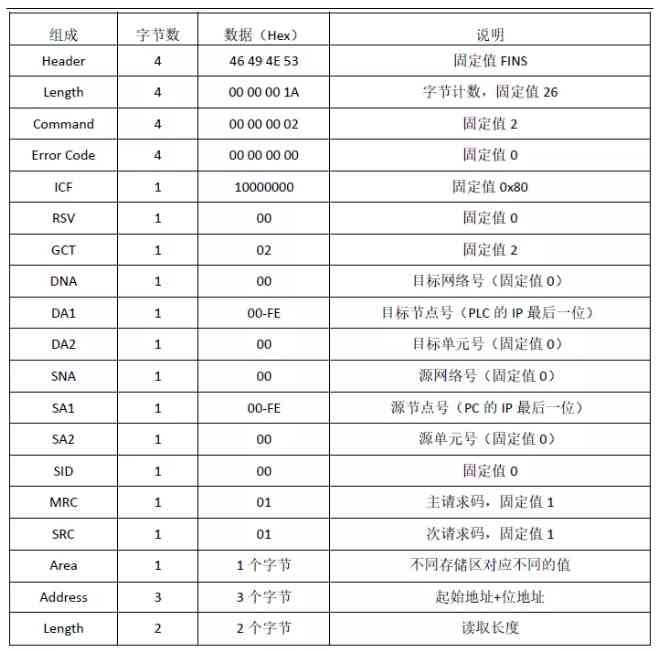 组成 字节数 数据（Hex） 说明
Header 4 46 49 4E 53 固定值 FINS
Length 4 00 00 00 1A 字节计数，固定值 26
Command 4 00 00 00 02 固定值 2
Error Code 4 00 00 00 00 固定值 0
ICF 1 10000000 固定值 0x80
RSV 1 00 固定值 0
GCT 1 02 固定值 2
DNA 1 00 目标网络号（固定值 0）
DA1 1 00-FE 目标节点号（PLC 的 IP 最后一位）
DA2 1 00 目标单元号（固定值 0）
SNA 1 00 源网络号（固定值 0）
SA1 1 00-FE 源节点号（PC 的 IP 最后一位）
SA2 1 00 源单元号（固定值 0）
SID 1 00 固定值 0
MRC 1 01 主请求码，固定值 1
SRC 1 01 次请求码，固定值 1
Area 1 1 个字节 不同存储区对应不同的值
Address 3 3 个字节 起始地址+位地址
Length 2 2 个字节 读取长度